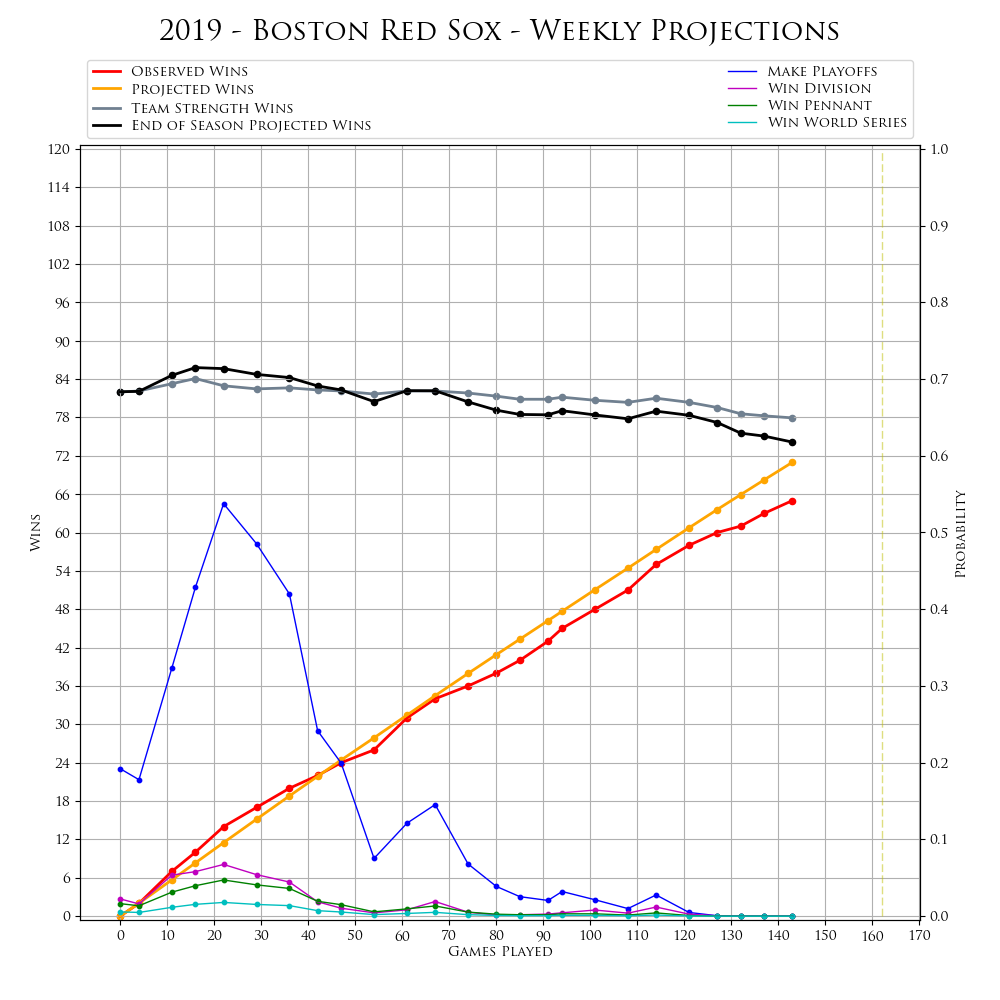 2019 - Boston Red Sox - Weekly Projections
Observed Wins
Projected Wins
Team Strength Wins
End of Season Projected Wins
Make Playoffs
Win Division
Win Pennant
Win World Series
120
114
108
102
96
90
84
78
72
66
60
54
48
42
36
30
24
18
12
6
0
Wins
1.0
0.9
0.8
0.7
0.6
0.5
0.4
0.3
0.2
0.1
0.0
Probability
0 10 20 30 40 50 60 70 80 90 100 110 120 130 140 150 160 170
Games Played